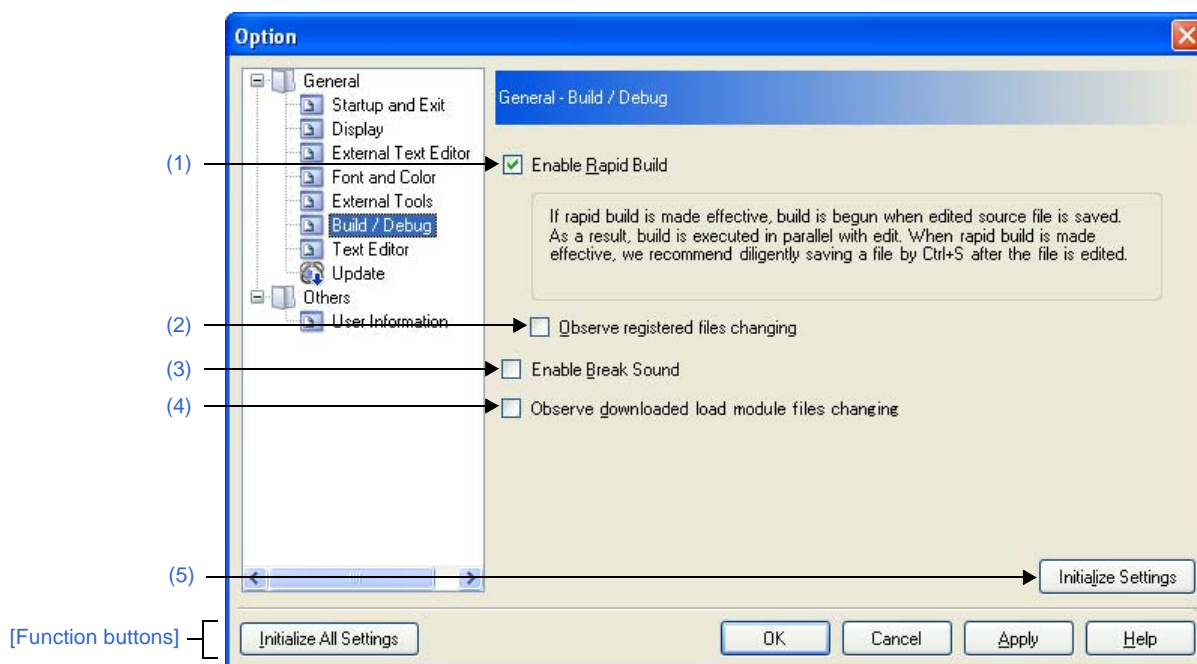 Option
General
Startup and Exit
Display
External Text Editor
Font and Color
External Tools
Build / Debug
Text Editor
Update
Others
User Information
General - Build / Debug
(1)
Enable Rapid Build
If rapid build is made effective, build is begun when edited source file is saved.
As a result, build is executed in parallel with edit. When rapid build is made
effective, we recommend diligently saving a file by Ctrl+S after the file is edited.
(2)
Observe registered files changing
(3)
Enable Break Sound
(4)
Observe downloaded load module files changing
(5)
Initialize Settings
[Function buttons]
Initialize All Settings
OK
Cancel
Apply
Help